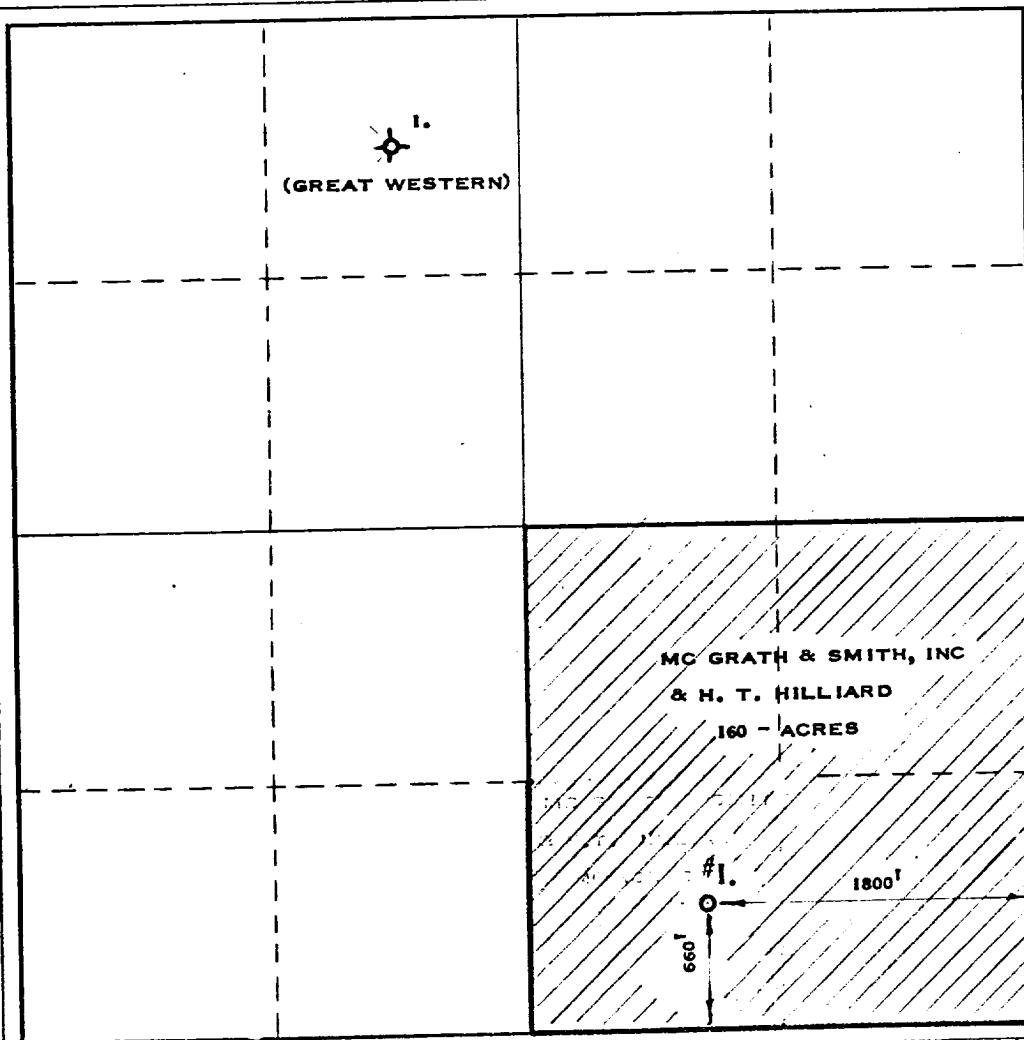 1.
(GREAT WESTERN)
MC GRATH & SMITH, INC
& H. T. HILLIARD
160 - ACRES
#1.
1800'
660'